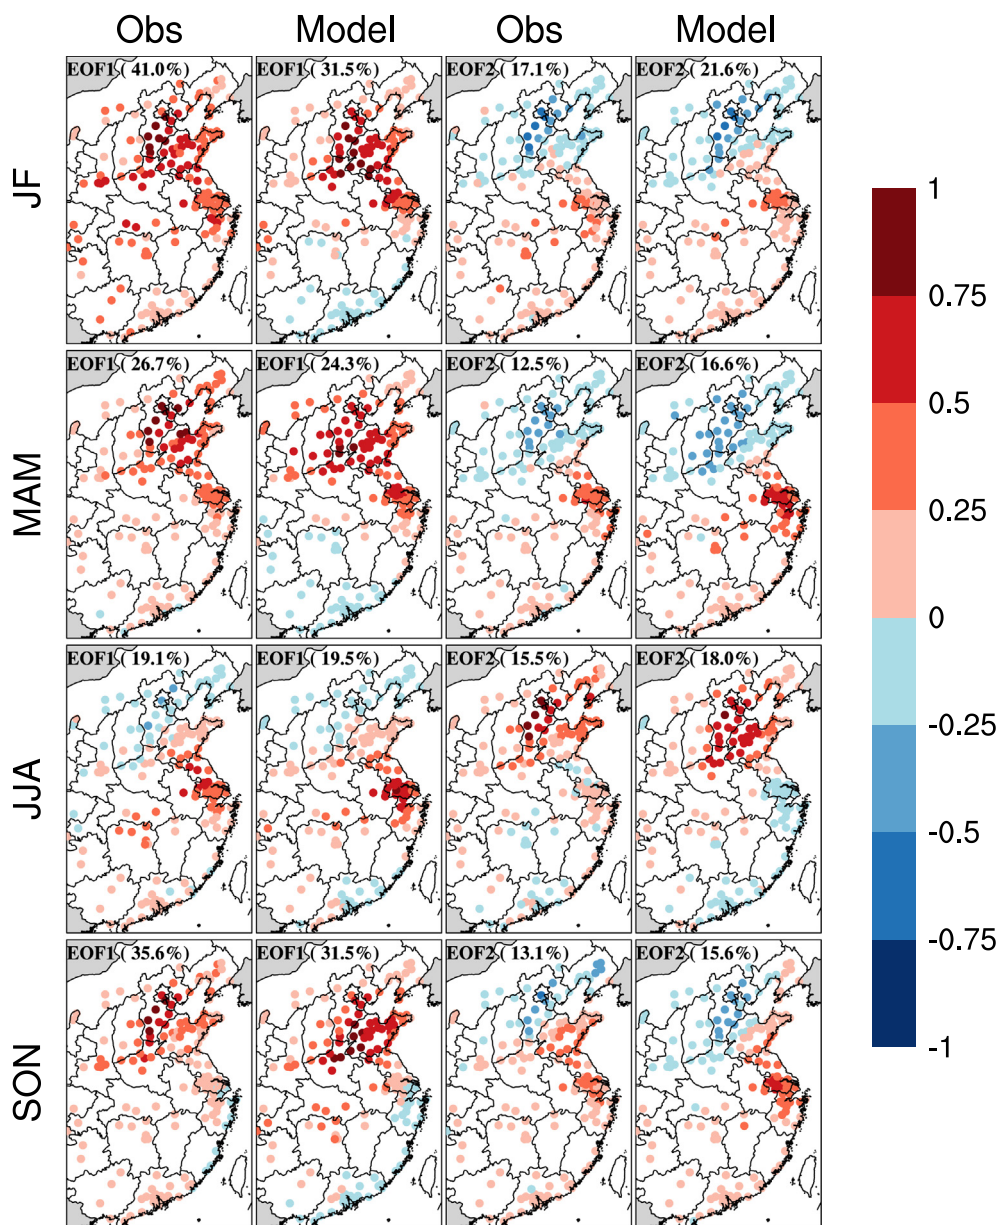 Obs Model Obs Model
JF
EOF1 ( 41.0%) EOF1 ( 31.5%) EOF2 ( 17.1%) EOF2 ( 21.6%)
MAM
EOF1 ( 26.7%) EOF1 ( 24.3%) EOF2 ( 12.5%) EOF2 ( 16.6%)
JJA
EOF1 ( 19.1%) EOF1 ( 19.5%) EOF2 ( 15.5%) EOF2 ( 18.0%)
SON
EOF1 ( 35.6%) EOF1 ( 31.5%) EOF2 ( 13.1%) EOF2 ( 15.6%)
1
0.75
0.5
0.25
0
-0.25
-0.5
-0.75
-1